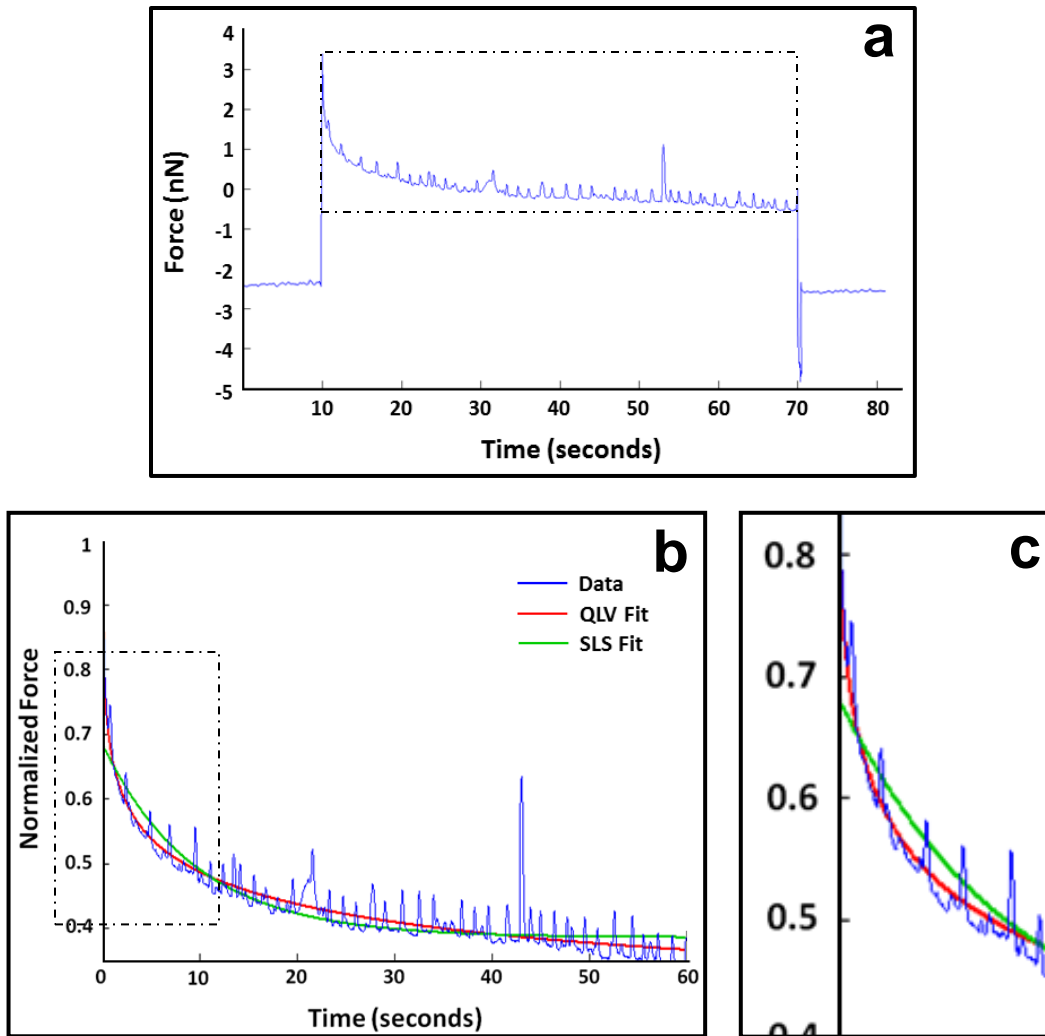 a
4
3
2
1
0
-1
-2
-3
-4
-5
Force (nN)
10 20 30 40 50 60 70 80
Time (seconds)
b
1
0.9
0.8
0.7
0.6
0.5
0.4
Normalized Force
Data
QLV Fit
SLS Fit
0 10 20 30 40 50 60
Time (seconds)
c
0.8
0.7
0.6
0.5
0.4